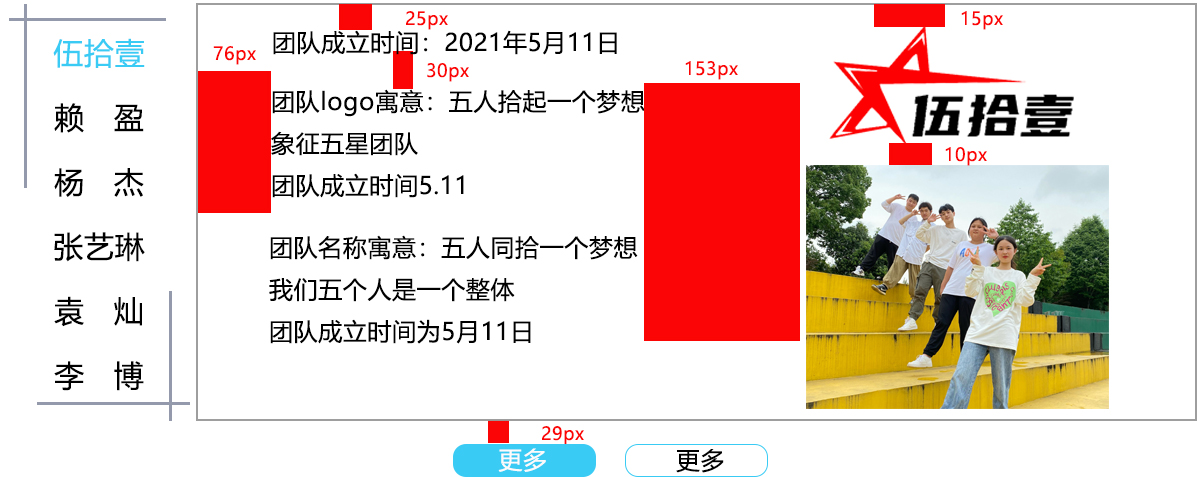 伍拾壹
赖 盈
杨 杰
张艺琳
袁 灿
李 博
25px
团队成立时间：2021年5月11日
76px
30px
团队logo寓意：五人拾起一个梦想
象征五星团队
团队成立时间5.11
团队名称寓意：五人同拾一个梦想
我们五个人是一个整体
团队成立时间为5月11日
153px
15px
伍拾壹
10px
29px
更多
更多